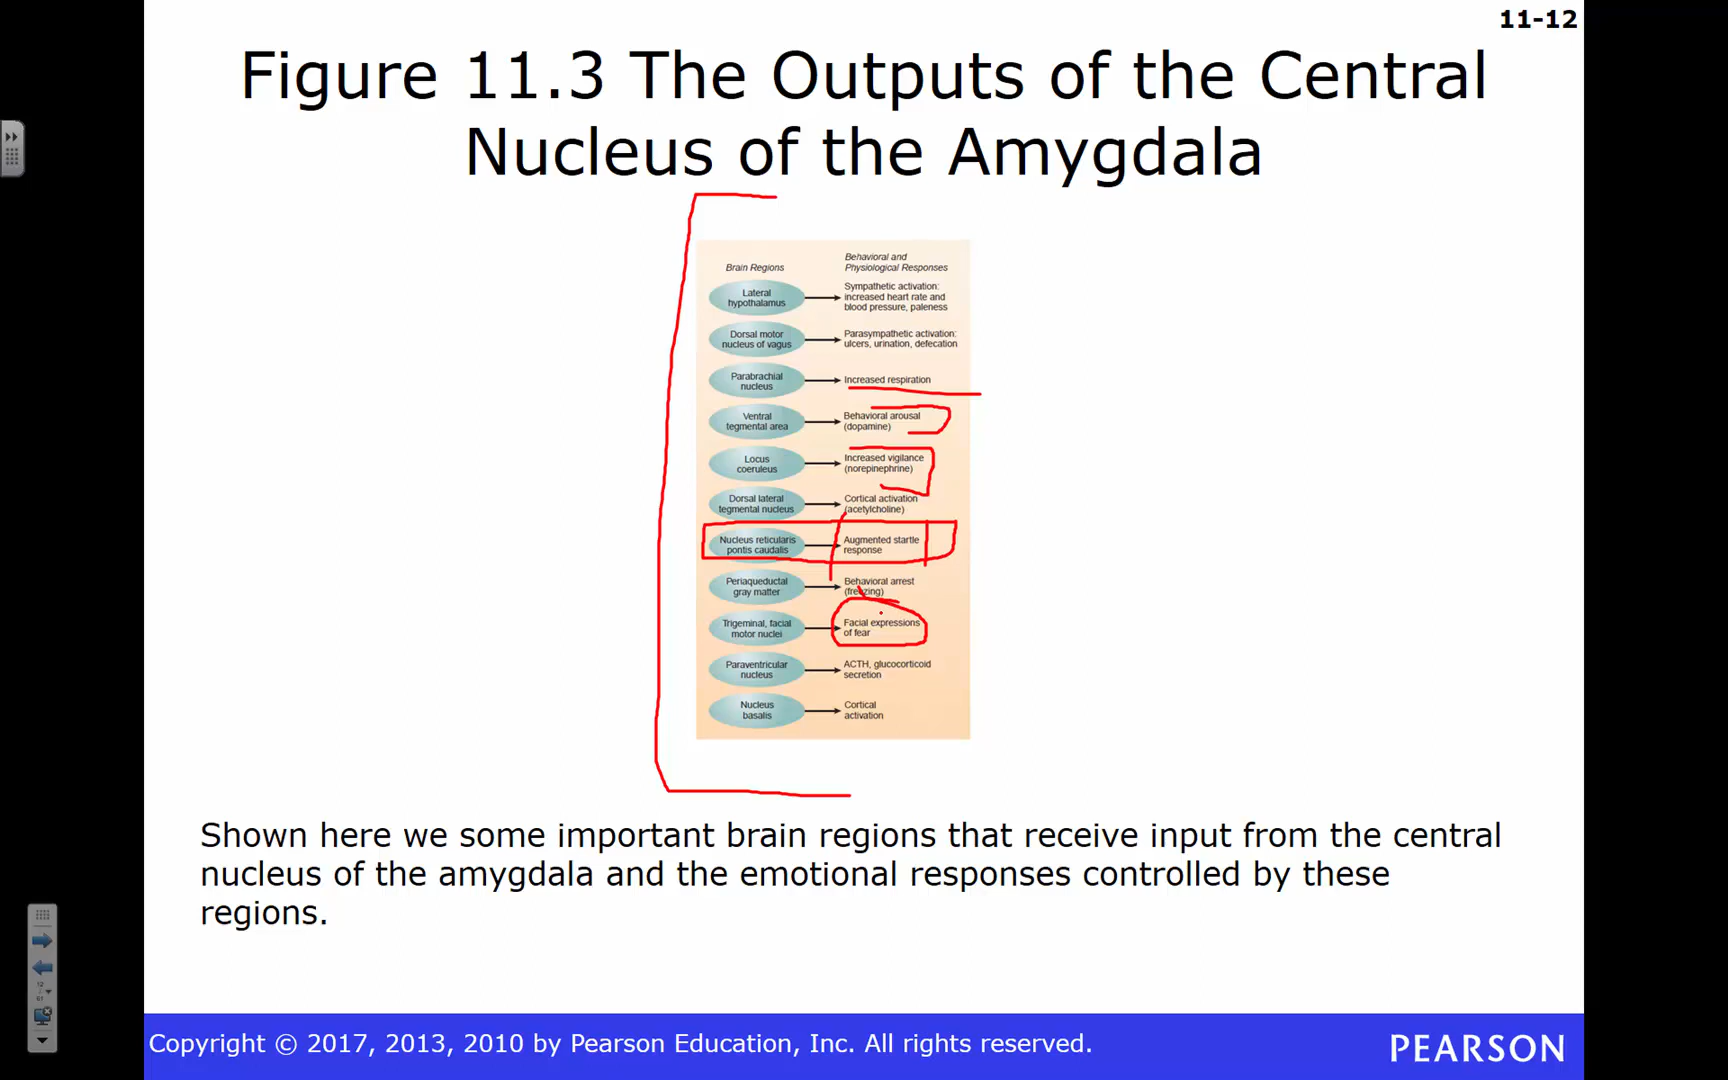 11-12
Figure 11.3 The Outputs of the Central
Nucleus of the Amygdala
Brain Regions
Behavioral and
Physiological Responses
Lateral
hypothalamus
Sympathetic activation:
increased heart rate and
blood pressure, paleness
Dorsal motor
nucleus of vagus
Parasympathetic activation:
ulcers, urination, defecation
Parabrachial
nucleus
Increased respiration
Ventral
tegmental area
Behavioral arousal
(dopamine)
Locus
coeruleus
Increased vigilance
(norepinephrine)
Dorsal lateral
tegmental nucleus
Cortical activation
(acetylcholine)
Nucleus reticularis
pontis caudalis
Augmented startle
response
Periaqueductal
gray matter
Behavioral arrest
(freezing)
Trigeminal, facial
motor nuclei
Facial expressions
of fear
Paraventricular
nucleus
ACTH, glucocorticoid
secretion
Nucleus
basalis
Cortical
activation
Shown here we some important brain regions that receive input from the central
nucleus of the amygdala and the emotional responses controlled by these
regions.
Copyright © 2017, 2013, 2010 by Pearson Education, Inc. All rights reserved.
PEARSON